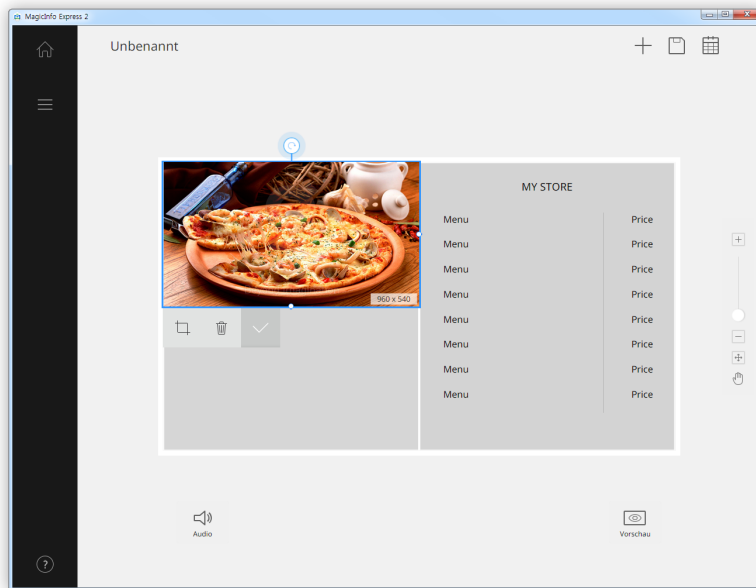 MagicInfo Express 2
Unbenannt
MY STORE
Menu Price
Menu Price
Menu Price
Menu Price
Menu Price
Menu Price
Menu Price
Menu Price
960 x 540
Audio
Vorschau
?